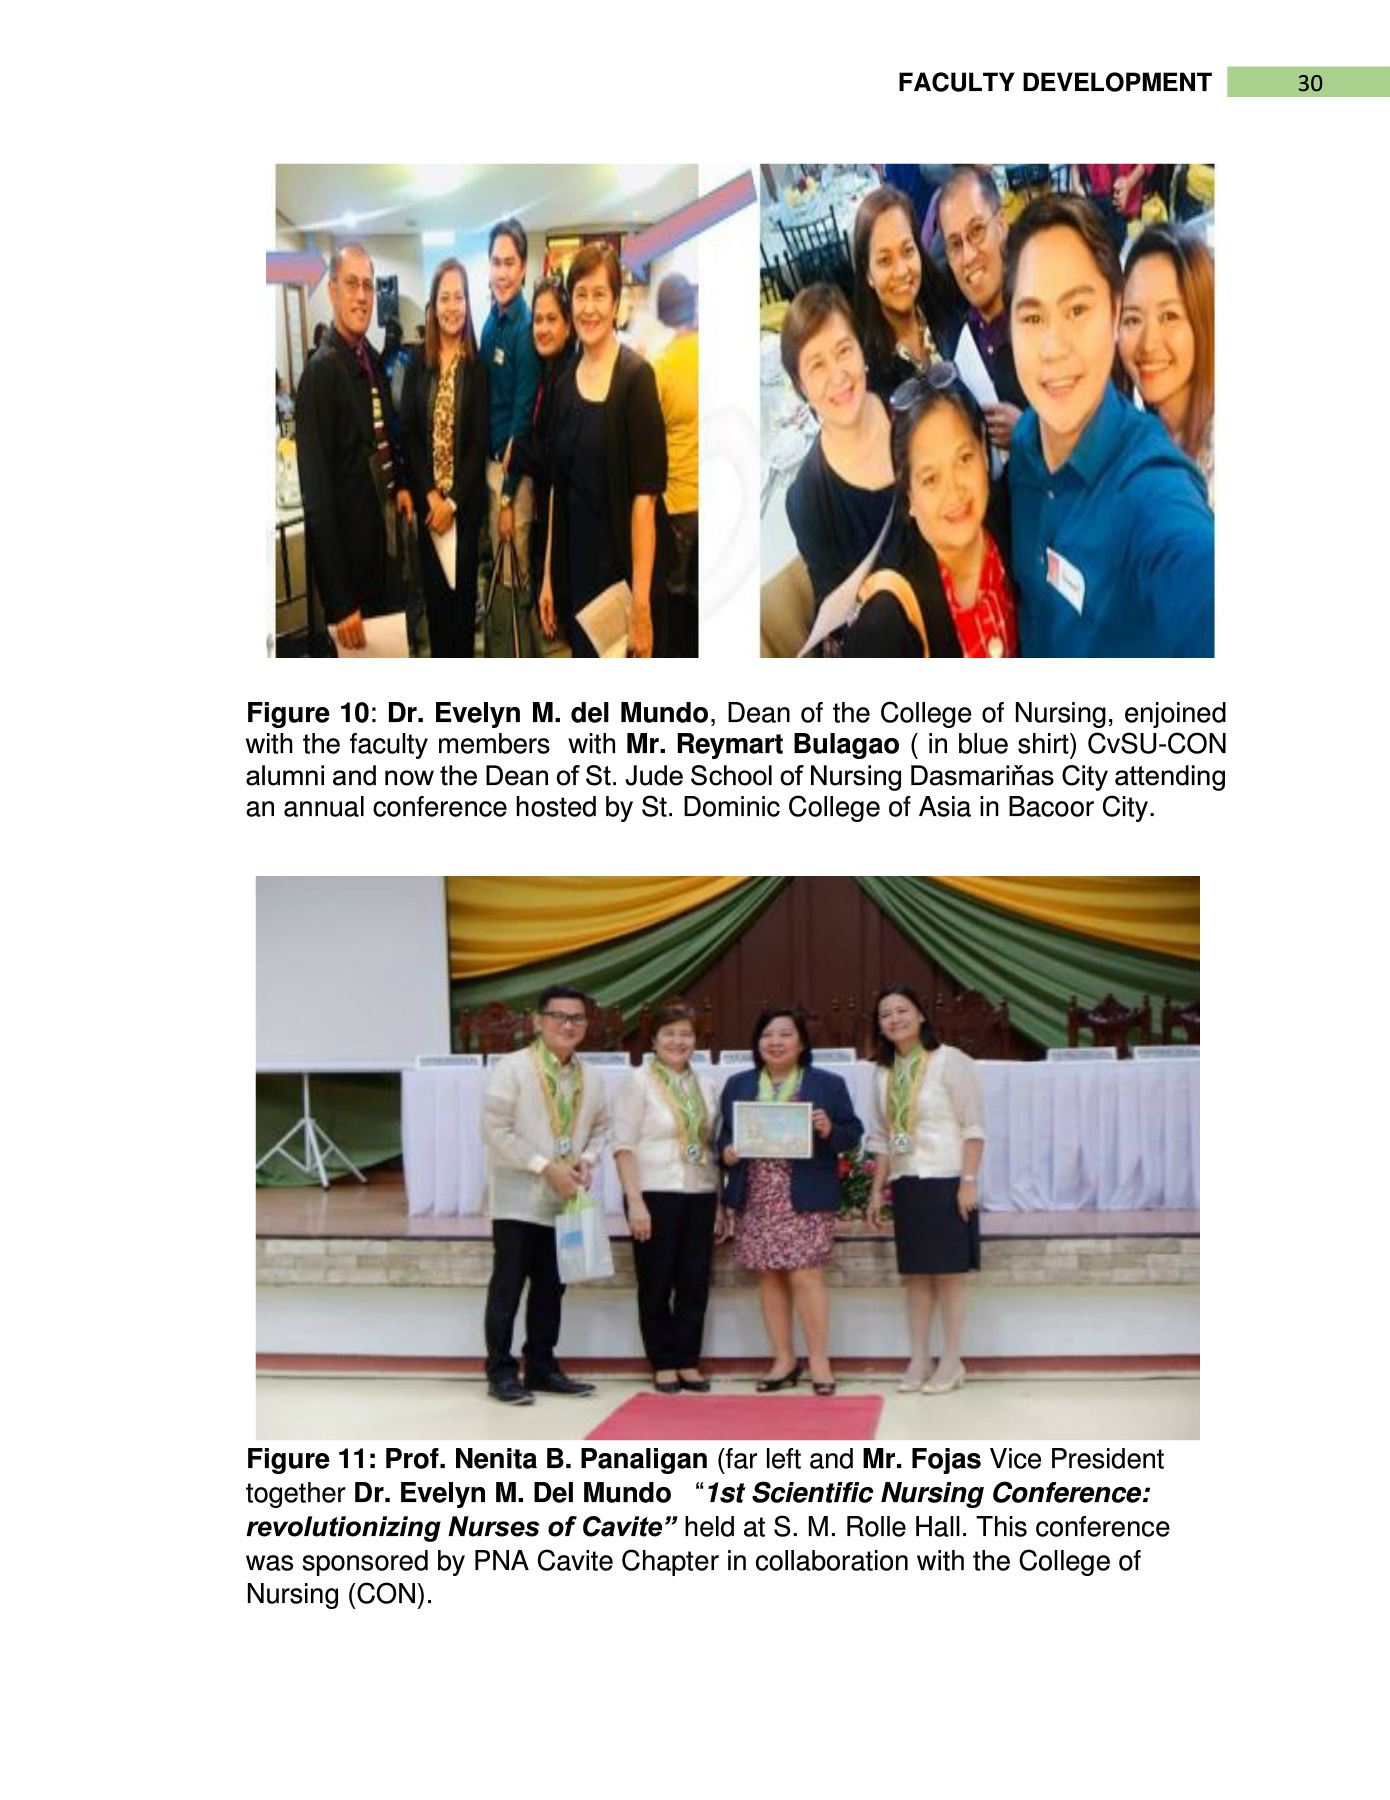 FACULTY DEVELOPMENT 30
Figure 10: Dr. Evelyn M. del Mundo, Dean of the College of Nursing, enjoined
with the faculty members with Mr. Reymart Bulagao ( in blue shirt) CvSU-CON
alumni and now the Dean of St. Jude School of Nursing Dasmariňas City attending
an annual conference hosted by St. Dominic College of Asia in Bacoor City.
Figure 11: Prof. Nenita B. Panaligan (far left and Mr. Fojas Vice President
together Dr. Evelyn M. Del Mundo “1st Scientific Nursing Conference:
revolutionizing Nurses of Cavite” held at S. M. Rolle Hall. This conference
was sponsored by PNA Cavite Chapter in collaboration with the College of
Nursing (CON).